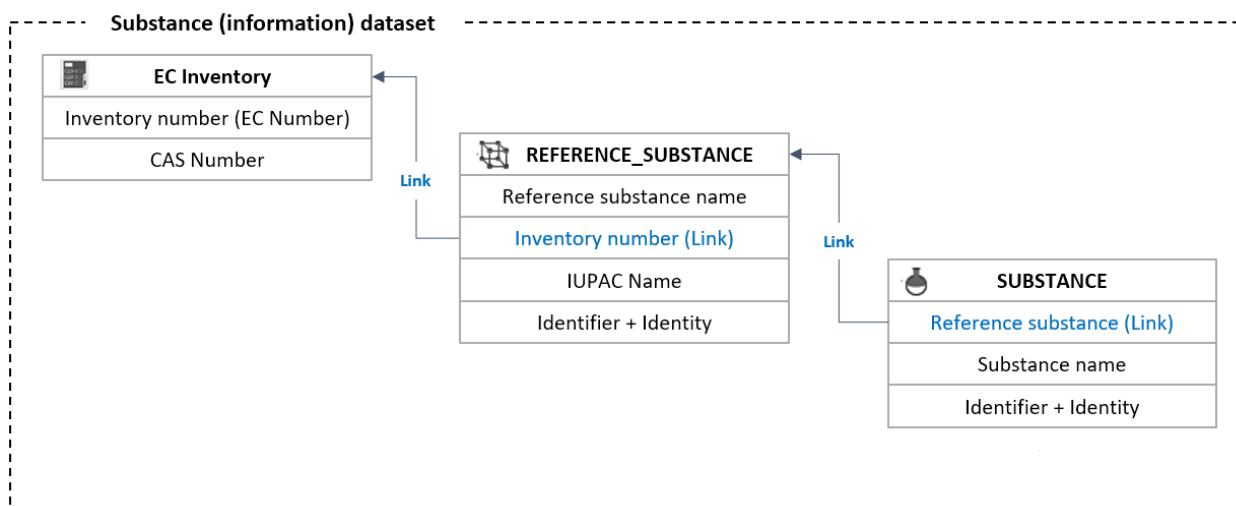 Substance (information) dataset
EC Inventory
Inventory number (EC Number)
CAS Number
Link
REFERENCE_SUBSTANCE
Reference substance name
Inventory number (Link)
IUPAC Name
Identifier + Identity
Link
SUBSTANCE
Reference substance (Link)
Substance name
Identifier + Identity